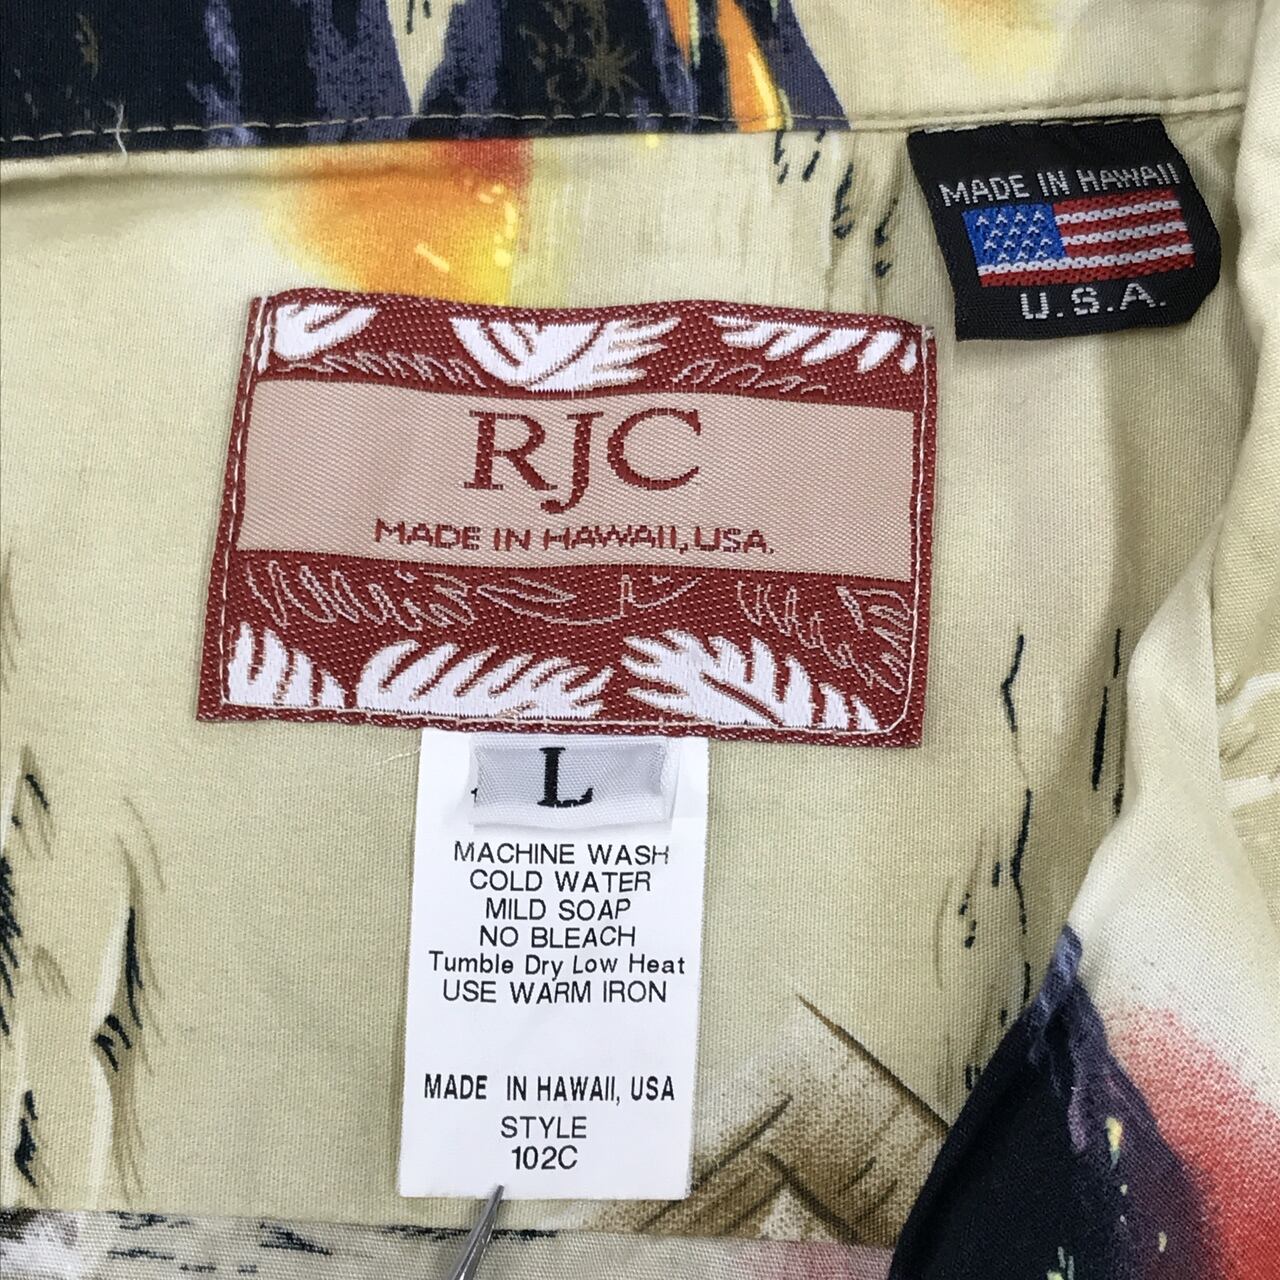 MADE IN HAWAII
U.S.A.
RJC
MADE IN HAWAII, USA.
L
MACHINE WASH
COLD WATER
MILD SOAP
NO BLEACH
Tumble Dry Low Heat
USE WARM IRON
MADE IN HAWAII, USA
STYLE
102C